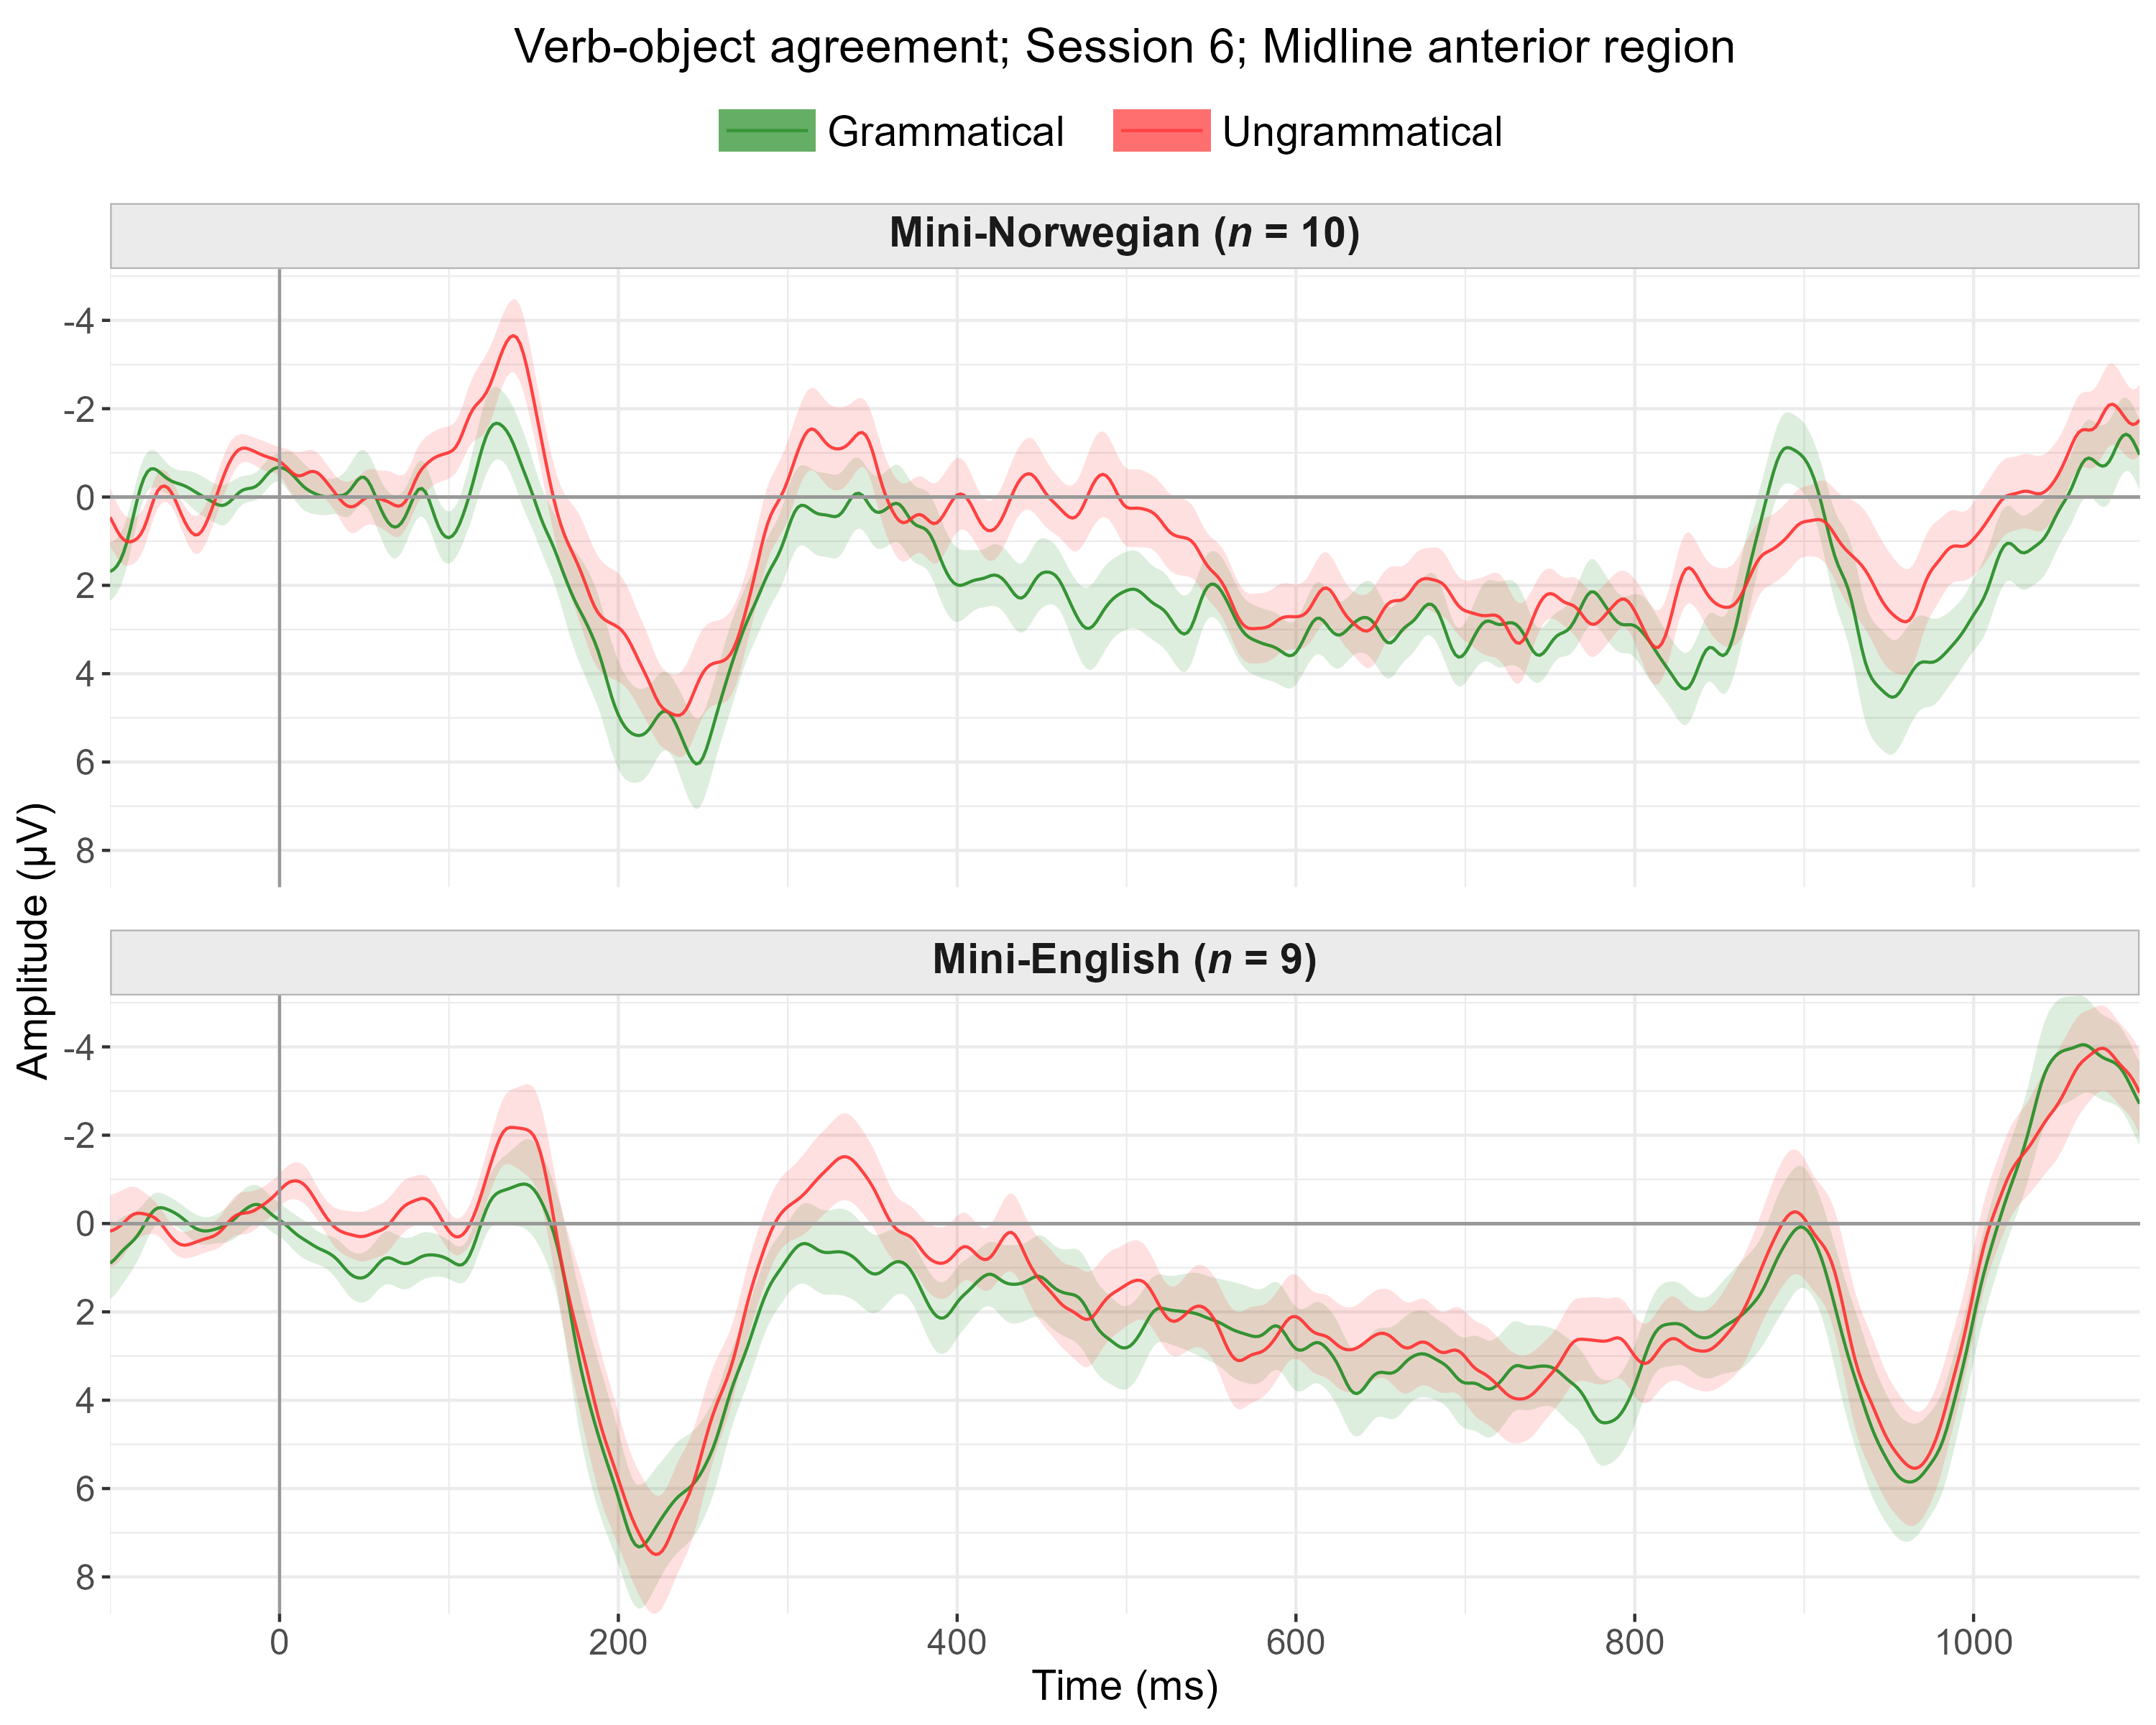 Verb-object agreement; Session 6; Midline anterior region
Grammatical Ungrammatical
Mini-Norwegian (n = 10)
-4
-2
0
2
4
6
8
Amplitude (µV)
Mini-English (n = 9)
-4
-2
0
2
4
6
8
0 200 400 600 800 1000
Time (ms)